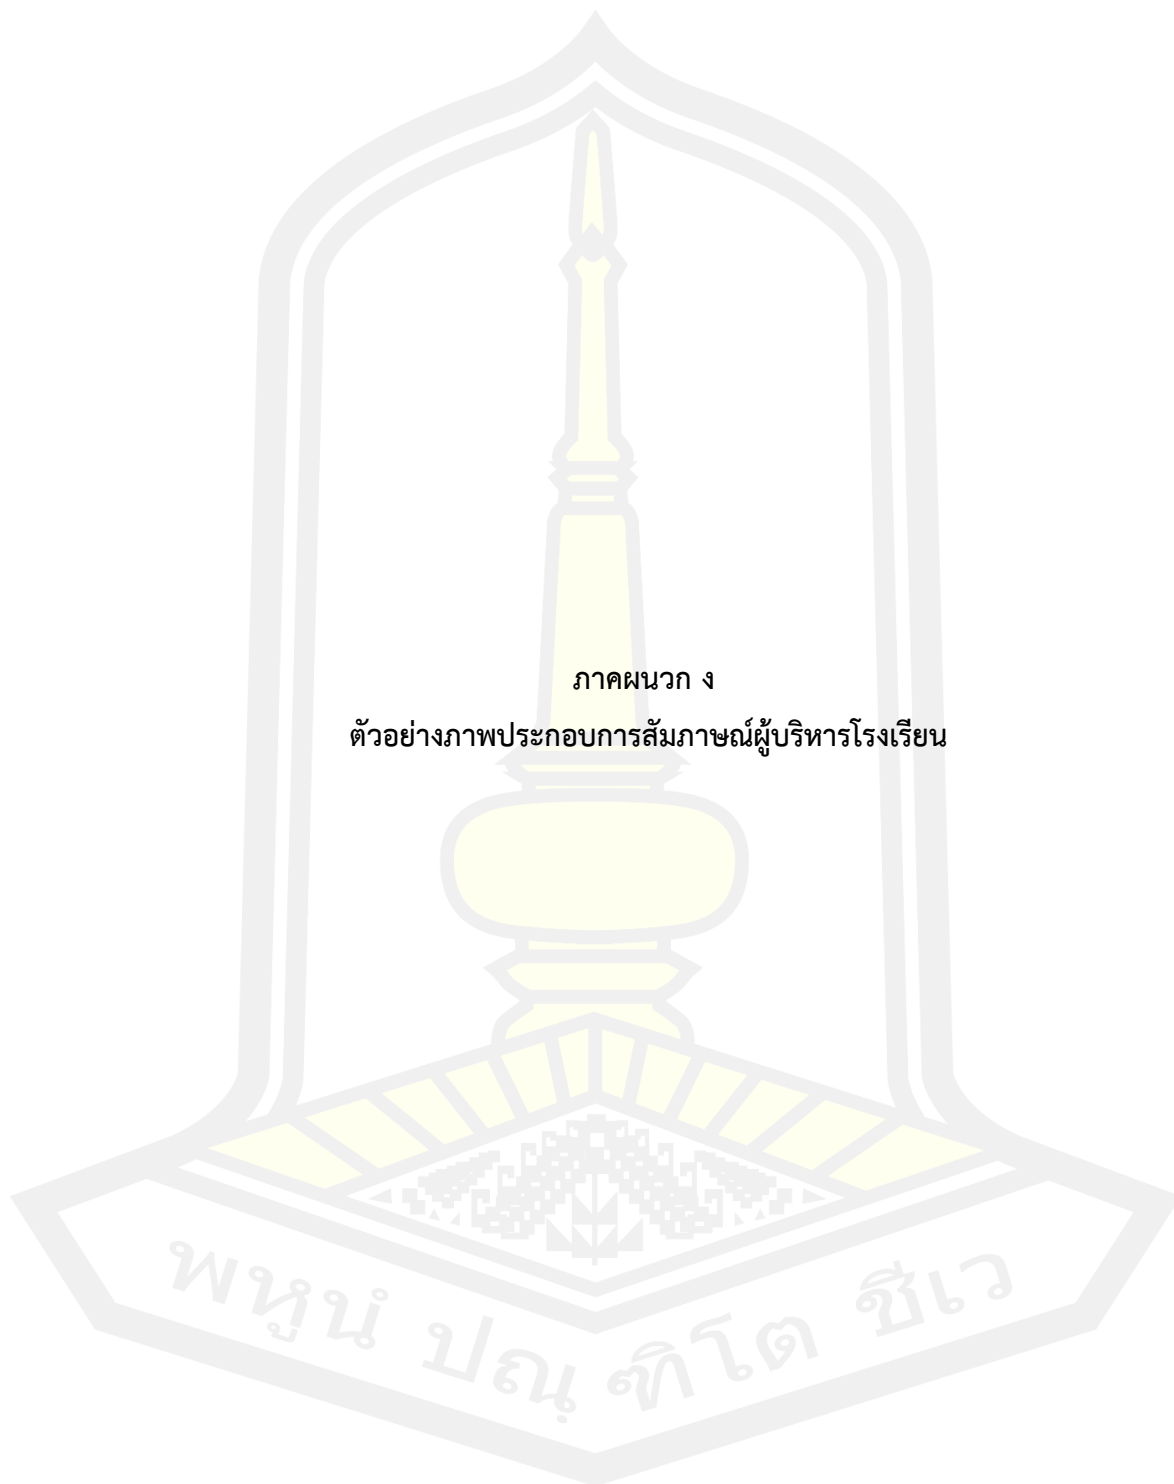 ภาคผนวก ง
ตัวอย่างภาพประกอบการสัมภาษณ์ผู้บริหารโรงเรียน
พหูนํ ปณฺฑิโต ชีเว